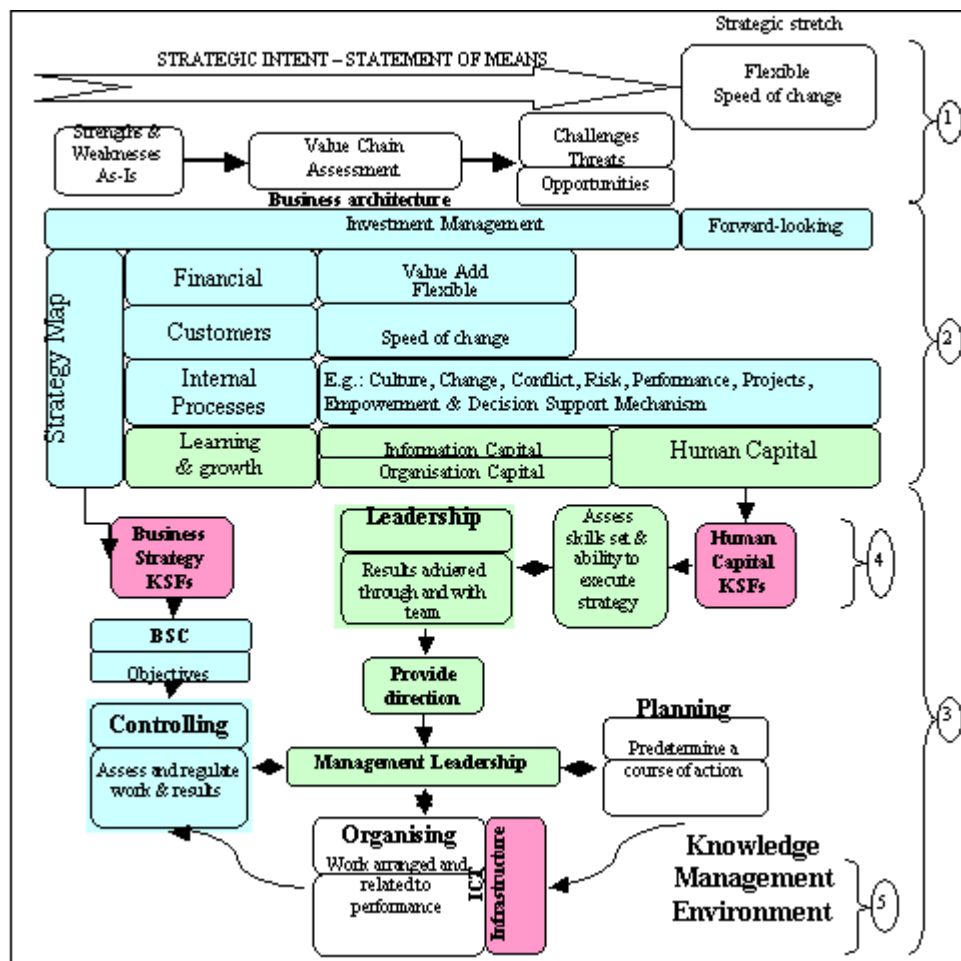 Strategic stretch
STRATEGIC INTENT – STATEMENT OF MEANS
Flexible
Speed of change
1
Strengths &
Weaknesses
As-Is
Value Chain
Assessment
Challenges
Threats
Opportunities
Business architecture
Investment Management
Forward-looking
Strategy Map
Financial
Value Add
Flexible
Customers
Speed of change
2
Internal
Processes
E.g.: Culture, Change, Conflict, Risk, Performance, Projects,
Empowerment & Decision Support Mechanism
Learning
& growth
Information Capital
Organisation Capital
Human Capital
Business
Strategy
KSFs
Leadership
Results achieved
through and with
team
Assess
skills set &
ability to
execute
strategy
Human
Capital
KSFs
4
BSC
Objectives
Provide
direction
Controlling
Assess and regulate
work & results
Management Leadership
Planning
Predetermine a
course of action
3
Organising
Work arranged and
related to
performance
ICT
Infrastructure
Knowledge
Management
Environment
5